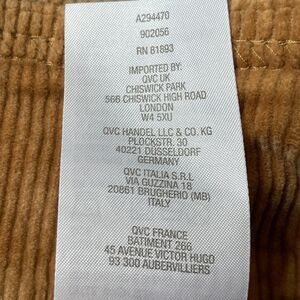 A294470
902056
RN 81893
IMPORTED BY:
QVC UK
CHISWICK PARK
566 CHISWICK HIGH ROAD
LONDON
W4 5XU
QVC HANDEL LLC & CO. KG
PLOCKSTR. 30
40221 DÜSSELDORF
GERMANY
QVC ITALIA S.R.L
VIA GUZZINA 18
20861 BRUGHERIO (MB)
ITALY
QVC FRANCE
BATIMENT 266
45 AVENUE VICTOR HUGO
93 300 AUBERVILLIERS